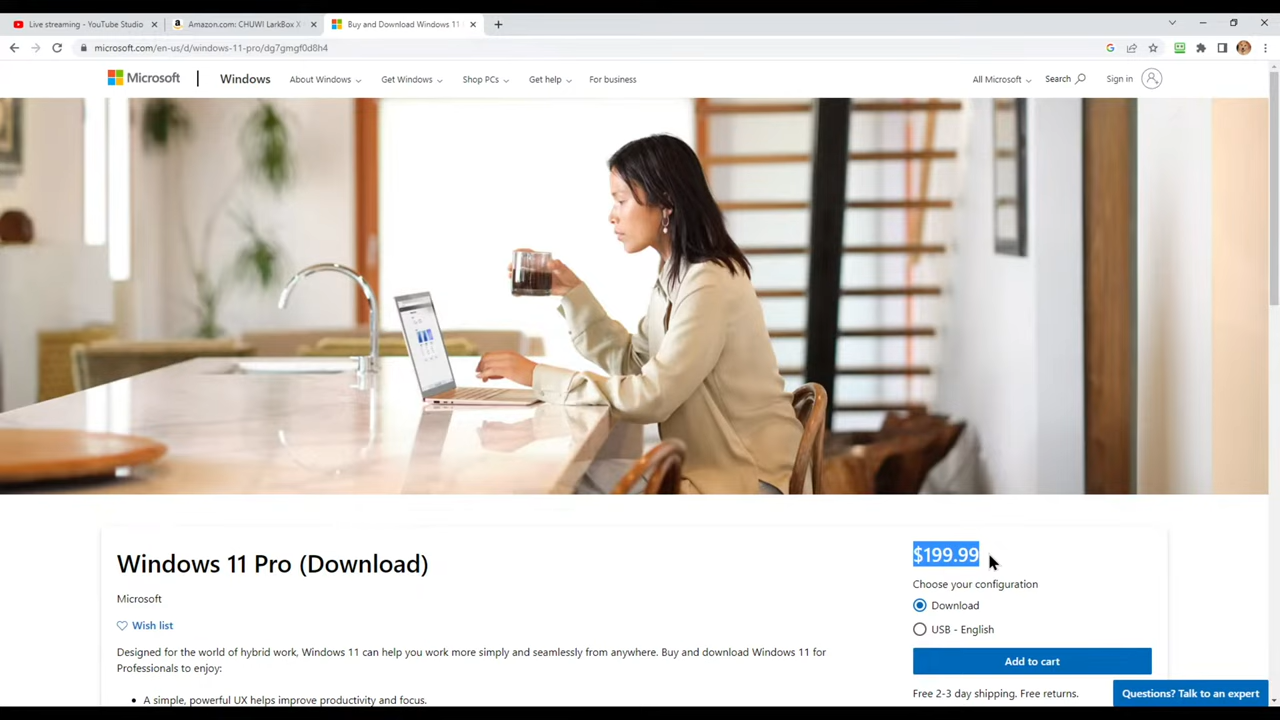 Live streaming - YouTube Studio
Amazon.com: CHUWI LarkBox X
Buy and Download Windows 11
microsoft.com/en-us/d/windows-11-pro/dg7gmgf0d8h4
Microsoft
Windows
About Windows
Get Windows
Shop PCs
Get help
For business
All Microsoft
Search
Sign in
Windows 11 Pro (Download)
Microsoft
Wish list
Designed for the world of hybrid work, Windows 11 can help you work more simply and seamlessly from anywhere. Buy and download Windows 11 for
Professionals to enjoy:
• A simple, powerful UX helps improve productivity and focus.
$199.99
Choose your configuration
Download
USB - English
Add to cart
Free 2-3 day shipping. Free returns.
Questions? Talk to an expert